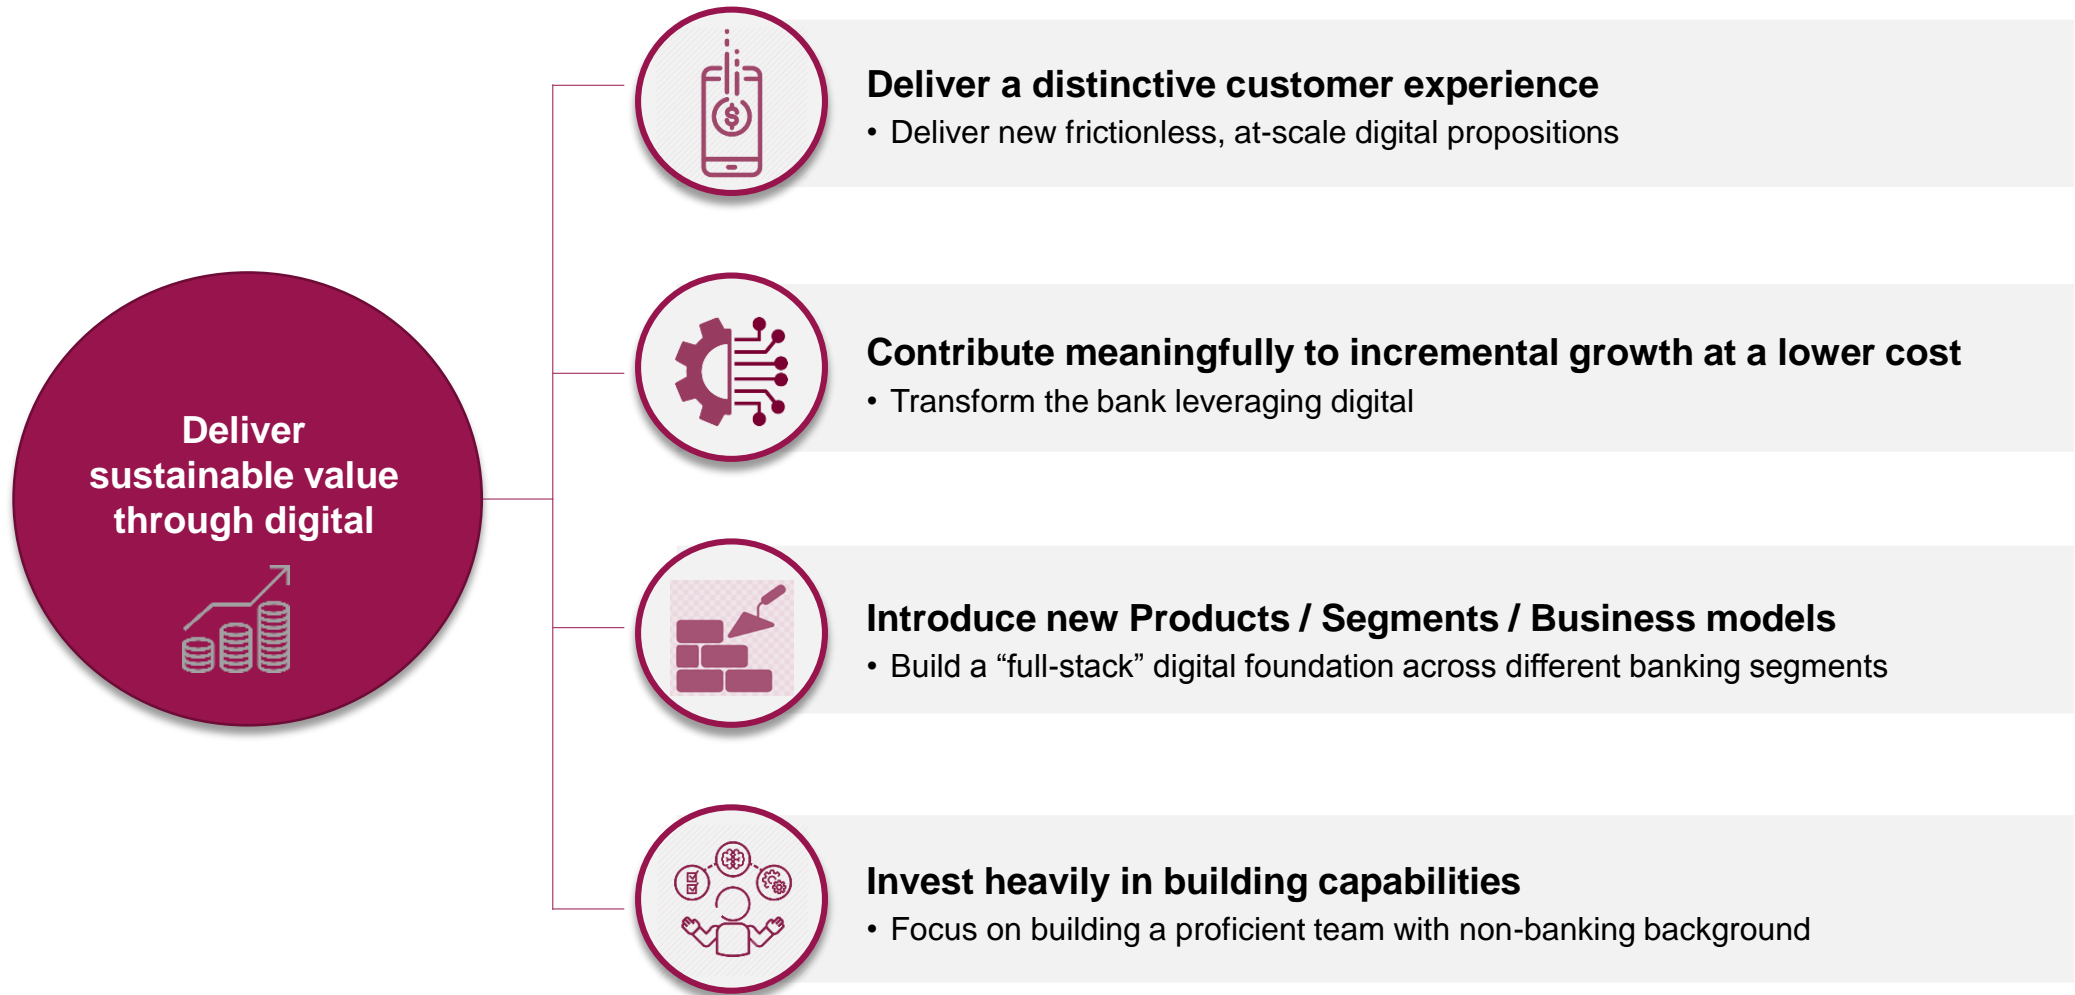 Deliver
sustainable value
through digital
Deliver a distinctive customer experience
• Deliver new frictionless, at-scale digital propositions
Contribute meaningfully to incremental growth at a lower cost
• Transform the bank leveraging digital
Introduce new Products / Segments / Business models
• Build a “full-stack” digital foundation across different banking segments
Invest heavily in building capabilities
• Focus on building a proficient team with non-banking background